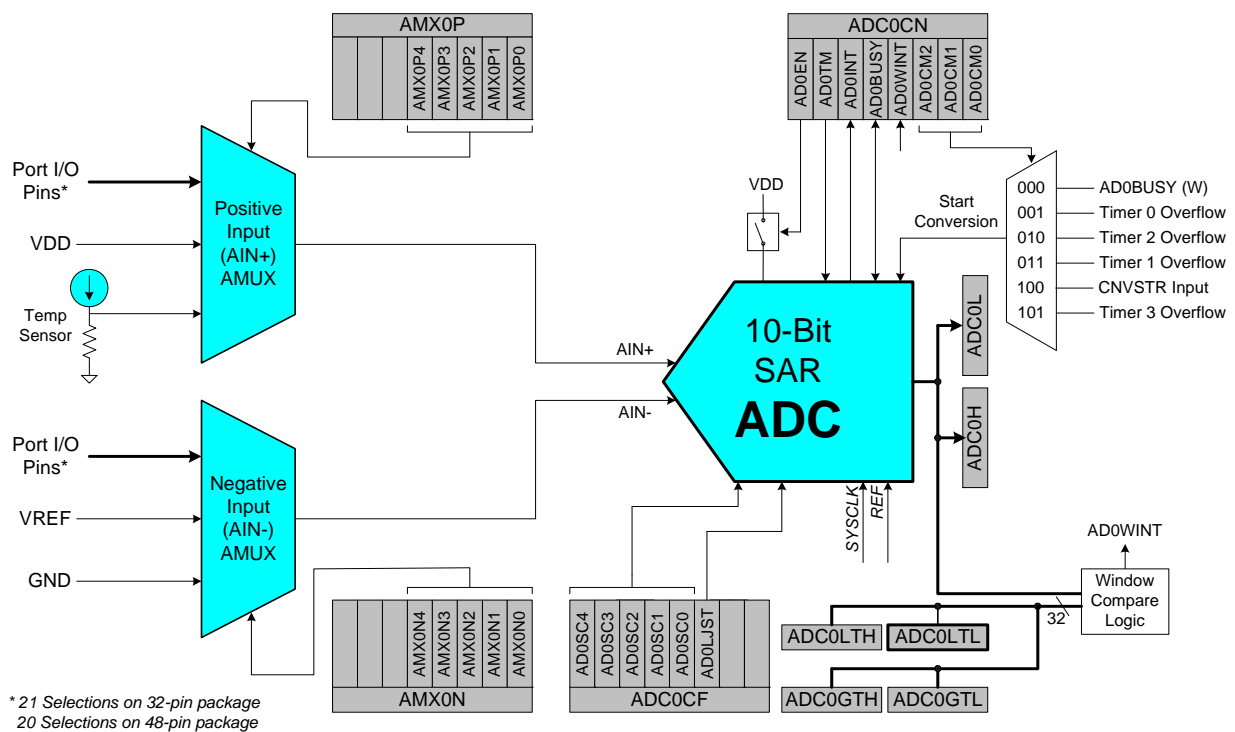 AMX0P
AMX0P4
AMX0P3
AMX0P2
AMX0P1
AMX0P0
ADC0CN
AD0EN
AD0TM
AD0INT
AD0BUSY
AD0WINT
AD0CM2
AD0CM1
AD0CM0
Port I/O
Pins*
VDD
Temp
Sensor
Positive
Input
(AIN+)
AMUX
VDD
Start
Conversion
000
AD0BUSY (W)
001
Timer 0 Overflow
010
Timer 2 Overflow
011
Timer 1 Overflow
100
CNVSTR Input
101
Timer 3 Overflow
AIN+
AIN-
10-Bit
SAR
ADC
ADC0L
ADC0H
Port I/O
Pins*
VREF
GND
Negative
Input
(AIN-)
AMUX
SYSCLK
REF
AD0WINT
Window
Compare
Logic
32
AMX0N4
AMX0N3
AMX0N2
AMX0N1
AMX0N0
AMX0N
AD0SC4
AD0SC3
AD0SC2
AD0SC1
AD0SC0
AD0LJST
ADC0CF
ADC0LTH
ADC0LTL
ADC0GTH
ADC0GTL
* 21 Selections on 32-pin package
20 Selections on 48-pin package